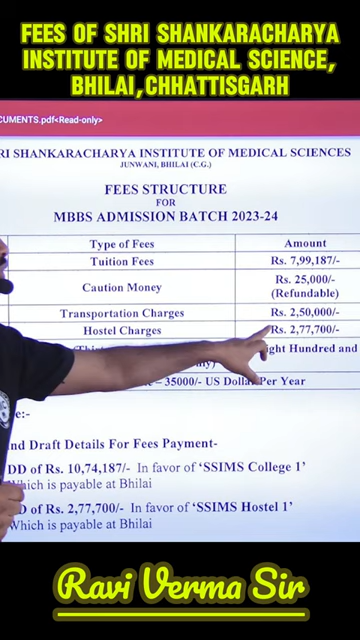 FEES OF SHRI SHANKARACHARYA
INSTITUTE OF MEDICAL SCIENCE,
BHILAI,CHHATTISGARH
CUMENTS.pdf<Read-only>
RI SHANKARACHARYA INSTITUTE OF MEDICAL SCIENCES
JUNWANI, BHILAI (C.G.)
FEES STRUCTURE
FOR
MBBS ADMISSION BATCH 2023-24
Type of Fees Amount
Tuition Fees Rs. 7,99,187/-
Caution Money Rs. 25,000/-
(Refundable)
Transportation Charges Rs. 2,50,000/-
Hostel Charges Rs. 2,77,700/-
ight Hundred and
35000/- US Dollar Per Year
e:-
nd Draft Details For Fees Payment-
DD of Rs. 10,74,187/- In favor of ‘SSIMS College 1’
Which is payable at Bhilai
D of Rs. 2,77,700/- In favor of ‘SSIMS Hostel 1’
Which is payable at Bhilai
Ravi Verma Sir